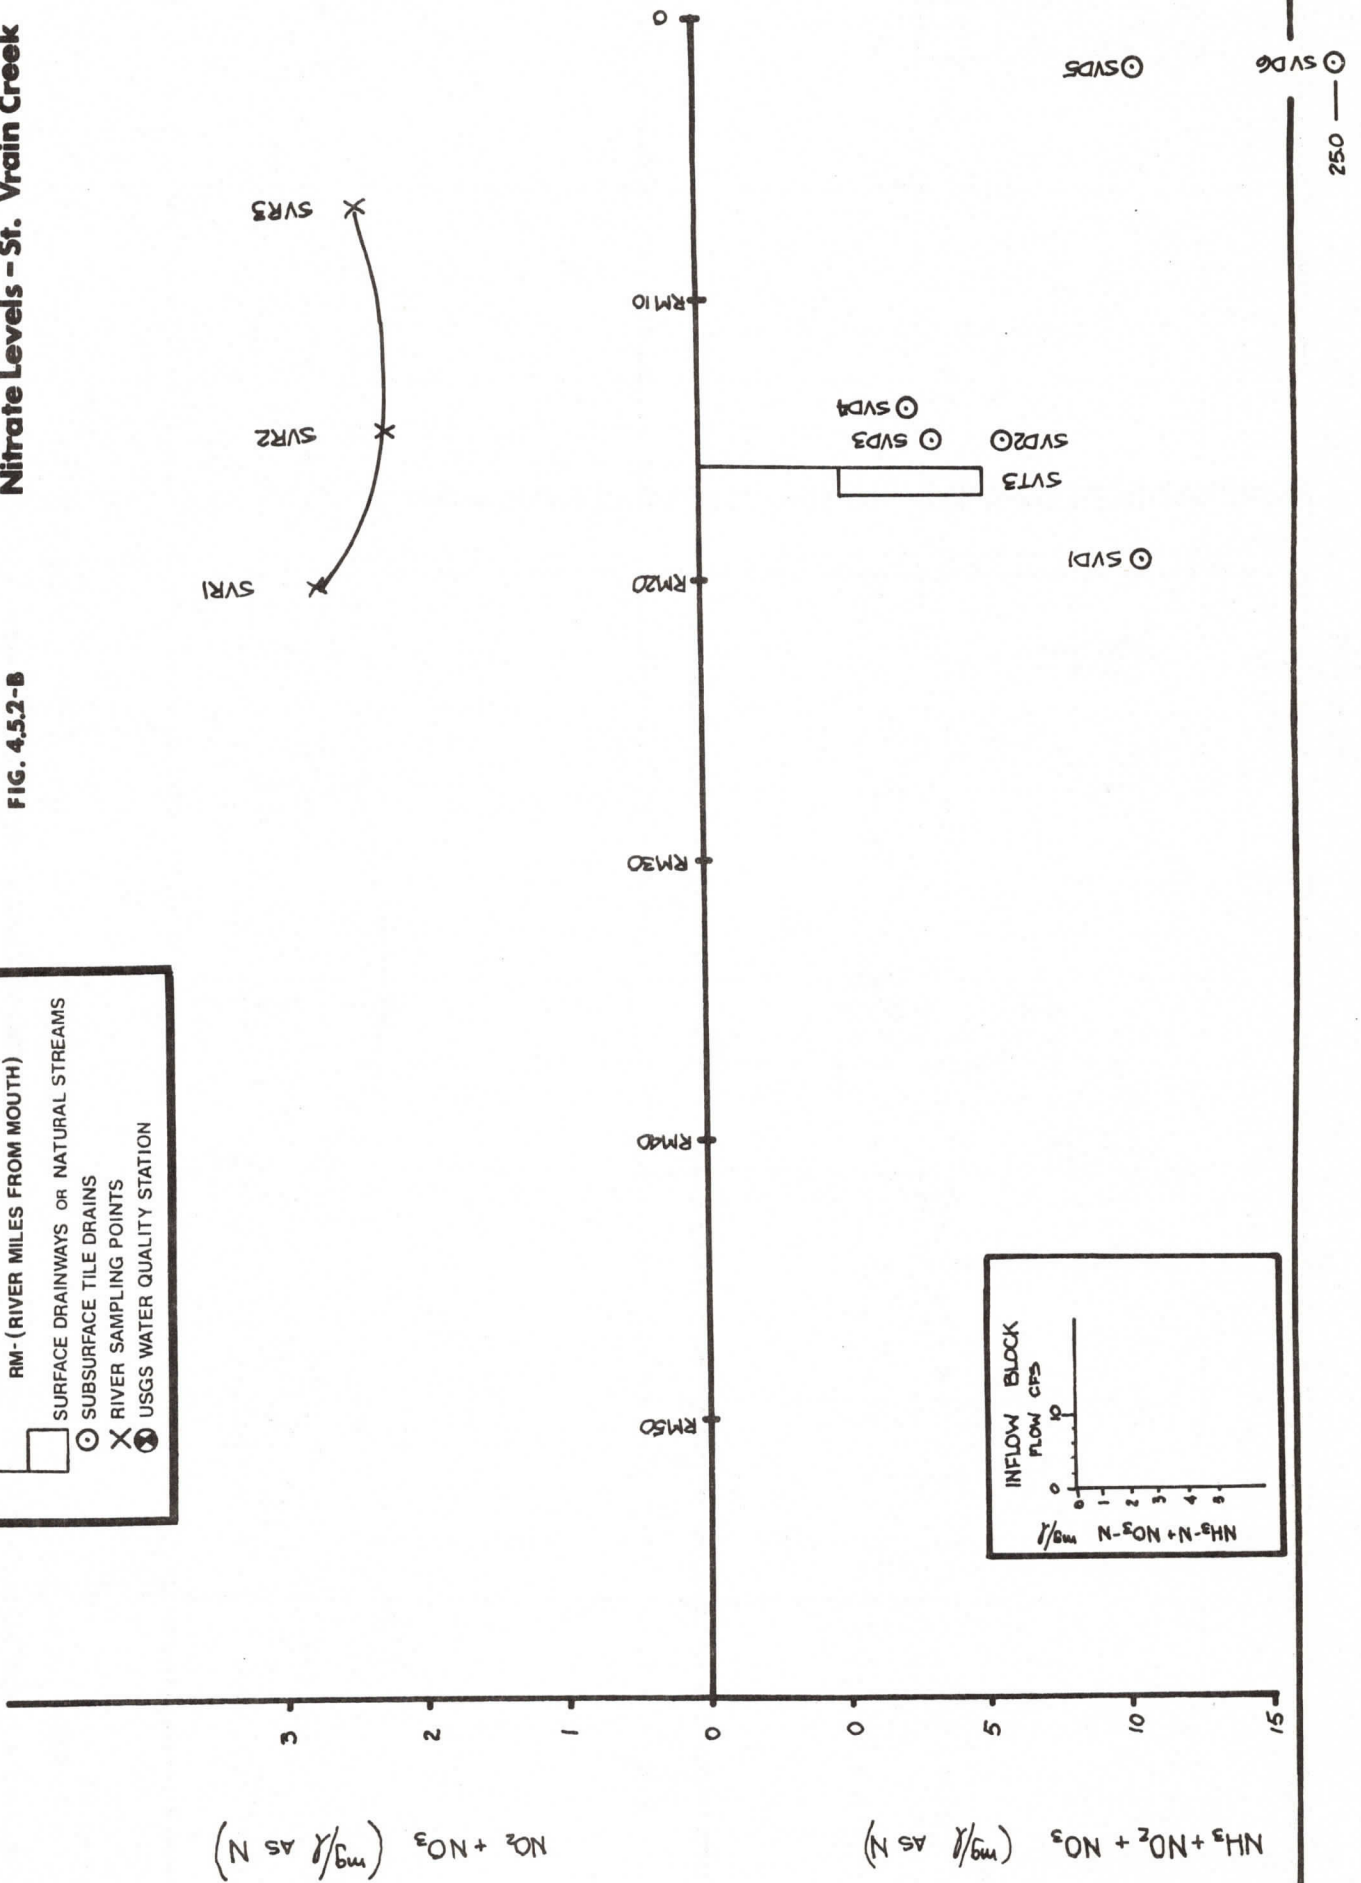 Nitrate Levels - St. Vrain Creek
FIG. 4.5.2-B
RM-(RIVER MILES FROM MOUTH)
SURFACE DRAINWAYS OR NATURAL STREAMS
SUBSURFACE TILE DRAINS
RIVER SAMPLING POINTS
USGS WATER QUALITY STATION
SVR1
SVR2
SVR3
NO₂ + NO₃ (mg/l AS N)
3
2
1
0
RM50
RM40
RM30
RM20
RM10
0
NH₃ + NO₂ + NO₃ (mg/l AS N)
0
5
10
15
SVD1
SVT3
SVD2
SVD3
SVD4
SVD5
SVD6
25.0
INFLOW BLOCK
FLOW CFS
0
10
0
1
2
3
4
5
NH₃-N + NO₃-N mg/l